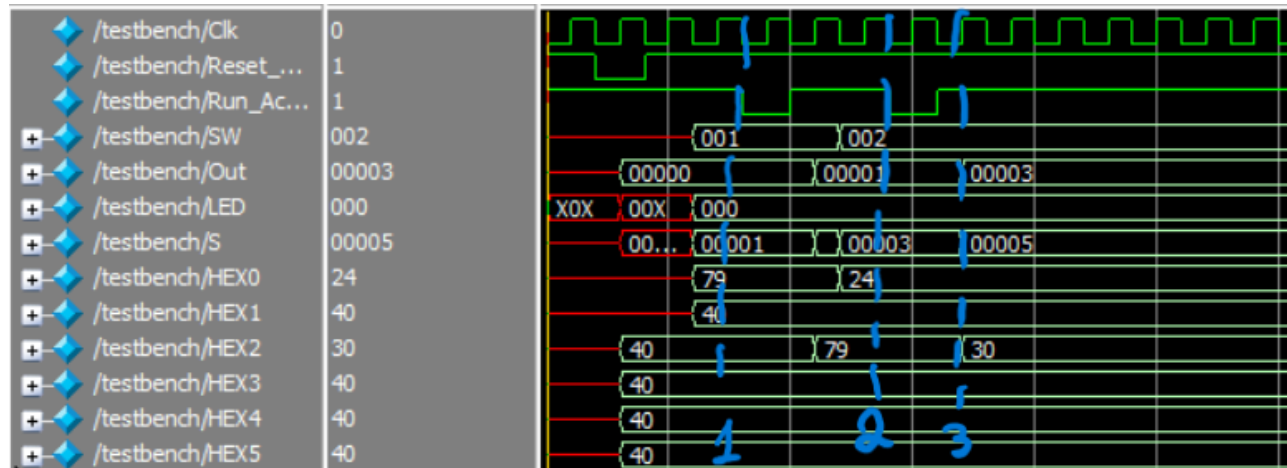 /testbench/Clk 0
/testbench/Reset_... 1
/testbench/Run_Ac... 1
/testbench/SW 002 001 002
/testbench/Out 00003 00000 00001 00003
/testbench/LED 000 X0X 00X 000
/testbench/S 00005 00... 00001 00003 00005
/testbench/HEX0 24 79 24
/testbench/HEX1 40 40
/testbench/HEX2 30 40 79 30
/testbench/HEX3 40 40
/testbench/HEX4 40 40
/testbench/HEX5 40 40
1 2 3